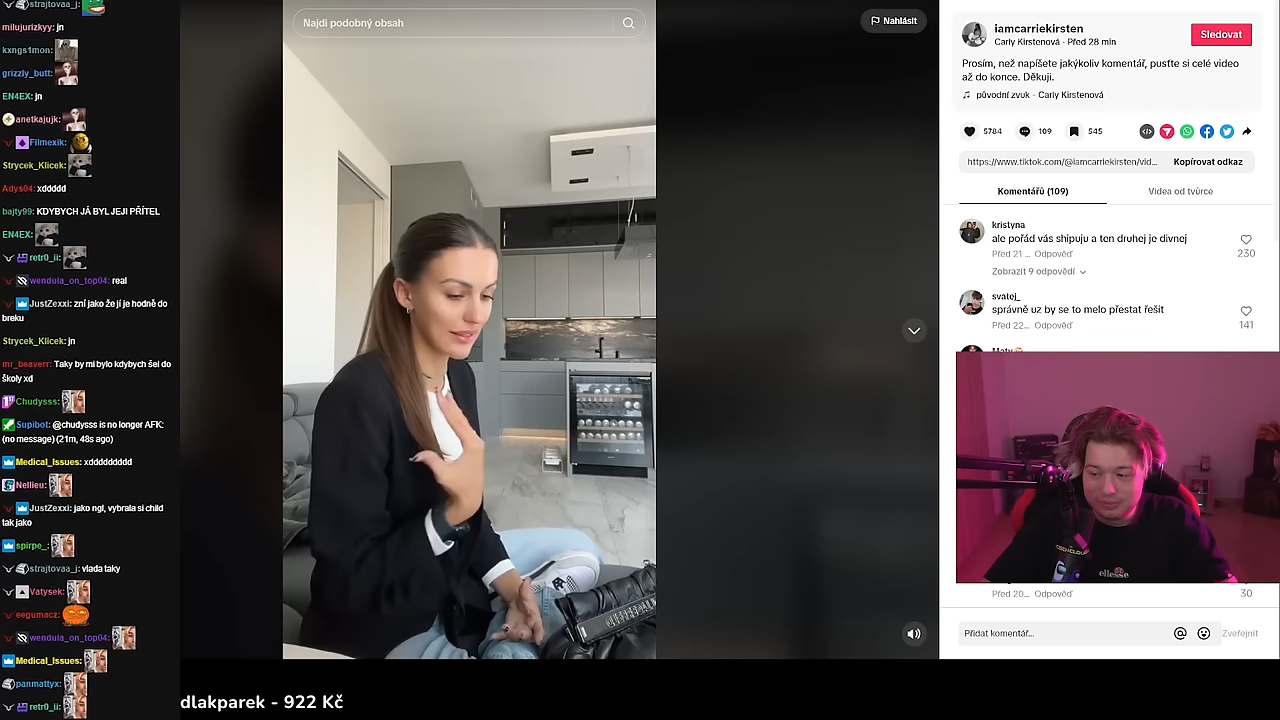 strajtovaa_j:
milujurizkyy: jn
kxngs1mon:
grizzly_butt:
EN4EX: jn
anetkajujk:
Filmexik:
Strycek_Klicek:
Adys04: xddddd
bajty99: KDYBYCH JÁ BYL JEJI PŘÍTEL
EN4EX:
retr0_ii:
wendula_on_top04: real
JustZexxi: zní jako že jí je hodně do
breku
Strycek_Klicek: jn
mr_beaverr: Taky by mi bylo kdybych šel do
školy xd
Chudysss:
Supibot: @chudysss is no longer AFK:
(no message) (21m, 48s ago)
Medical_Issues: xddddddddd
Nellieu:
JustZexxi: jako ngl, vybrala si child
tak jako
spirpe_:
strajtovaa_j: vlada taky
Vatysek:
eegumacz:
wendula_on_top04:
Medical_Issues:
panmattyx:
retr0_ii:
Najdi podobný obsah
Nahlásit
dlakparek - 922 Kč
iamcarriekirsten
Carly Kirstenová · Před 28 min
Sledovat
Prosím, než napíšete jakýkoliv komentář, pusťte si celé video
až do konce. Děkuji.
původní zvuk - Carly Kirstenová
5784
109
545
https://www.tiktok.com/@iamcarriekirsten/vid...
Kopírovat odkaz
Komentářů (109)
Videa od tvůrce
kristyna
ale pořád vás shipuju a ten druhej je divnej
Před 21 ... Odpověď
230
Zobrazit 9 odpovědí
svatej_
správně uz by se to melo přestat řešit
Před 22... Odpověď
141
ellesse
Před 20... Odpověď
30
Přidat komentář...
Zveřejnit